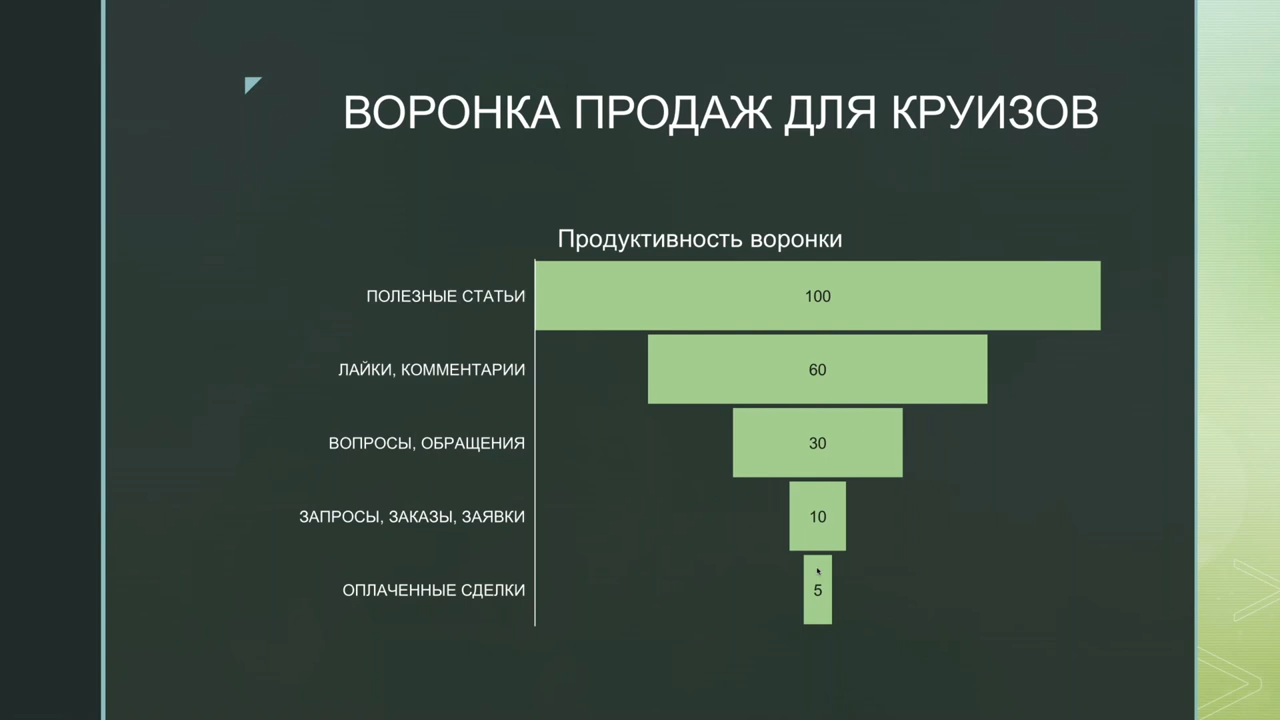 ВОРОНКА ПРОДАЖ ДЛЯ КРУИЗОВ
Продуктивность воронки
ПОЛЕЗНЫЕ СТАТЬИ 100
ЛАЙКИ, КОММЕНТАРИИ 60
ВОПРОСЫ, ОБРАЩЕНИЯ 30
ЗАПРОСЫ, ЗАКАЗЫ, ЗАЯВКИ 10
ОПЛАЧЕННЫЕ СДЕЛКИ 5